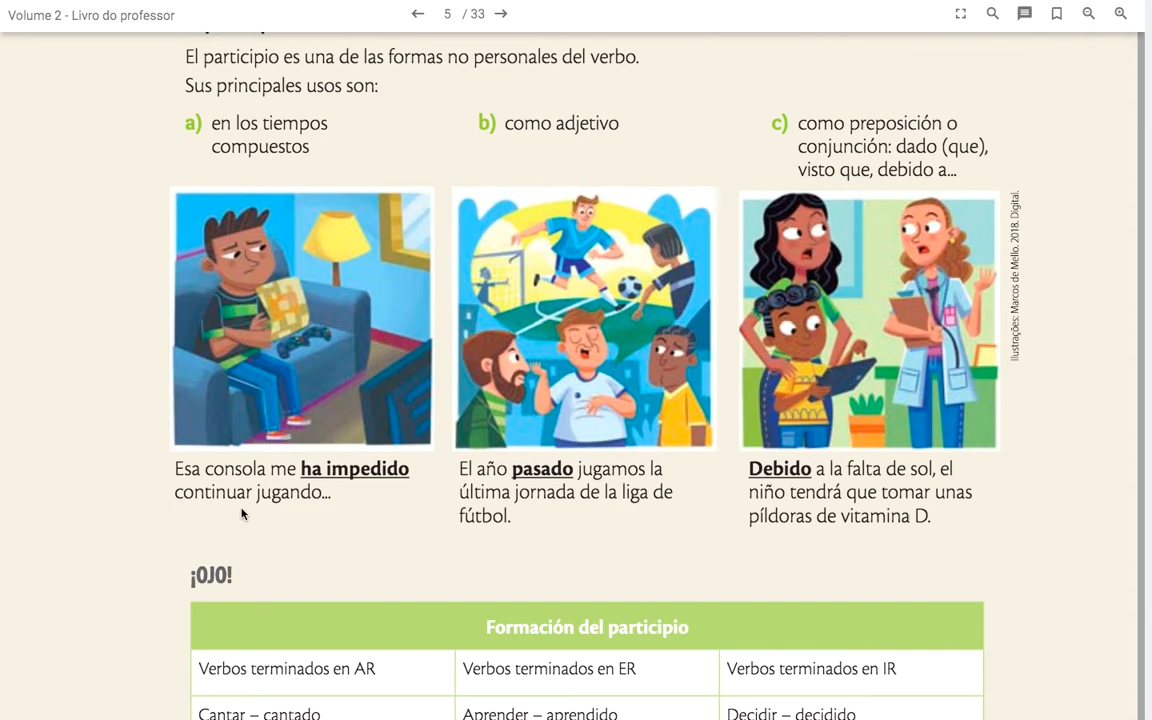 Volume 2 - Livro do professor
5 / 33
El participio es una de las formas no personales del verbo.
Sus principales usos son:
a) en los tiempos
compuestos
b) como adjetivo
c) como preposición o
conjunción: dado (que),
visto que, debido a...
Ilustrações: Marcos de Mello. 2018. Digital.
Esa consola me ha impedido
continuar jugando...
El año pasado jugamos la
última jornada de la liga de
fútbol.
Debido a la falta de sol, el
niño tendrá que tomar unas
píldoras de vitamina D.
¡OJO!
Formación del participio
Verbos terminados en AR
Verbos terminados en ER
Verbos terminados en IR
Cantar – cantado
Aprender – aprendido
Decidir – decidido